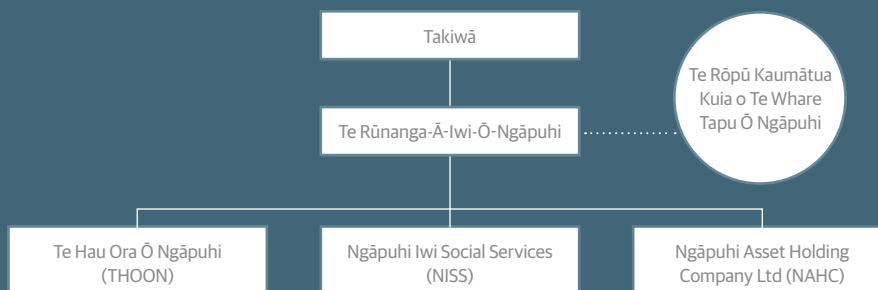 Takiwā
Te Rōpū Kaumātua
Kuia o Te Whare
Tapu Ō Ngāpuhi
Te Rūnanga-Ā-Iwi-Ō-Ngāpuhi
Te Hau Ora Ō Ngāpuhi
(THOON)
Ngāpuhi Iwi Social Services
(NISS)
Ngāpuhi Asset Holding
Company Ltd (NAHC)